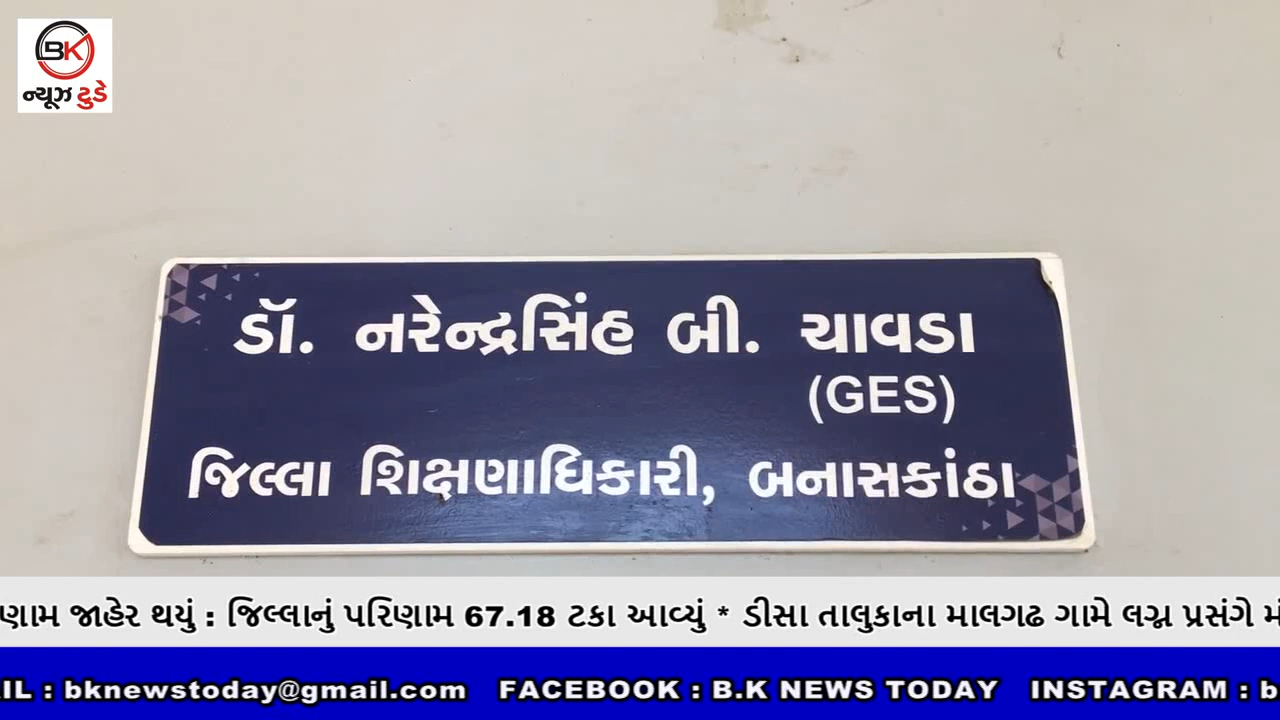 BK
ન્યૂઝ ટુડે
ડૉ. નરેન્દ્રસિંહ બી. ચાવડા
(GES)
જિલ્લા શિક્ષણાધિકારી, બનાસકાંઠા
જાહેર થયું : જિલ્લાનું પરિણામ 67.18 ટકા આવ્યું * ડીસા તાલુકાના માલગઢ ગામે લગ્ન પ્રસંગે
: bknewstoday@gmail.com FACEBOOK : B.K NEWS TODAY INSTAGRAM :